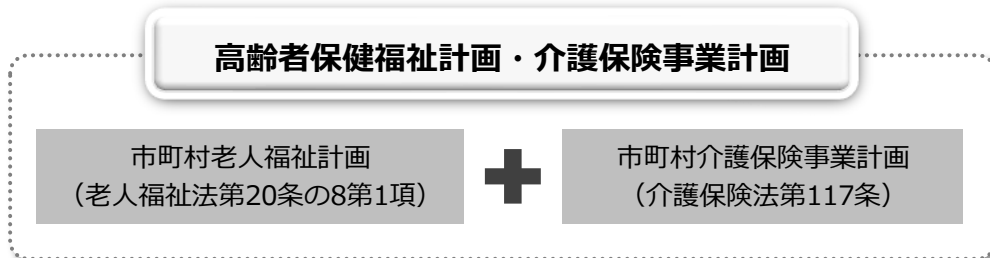 高齢者保健福祉計画・介護保険事業計画
市町村老人福祉計画
（老人福祉法第20条の8第1項）
市町村介護保険事業計画
（介護保険法第117条）